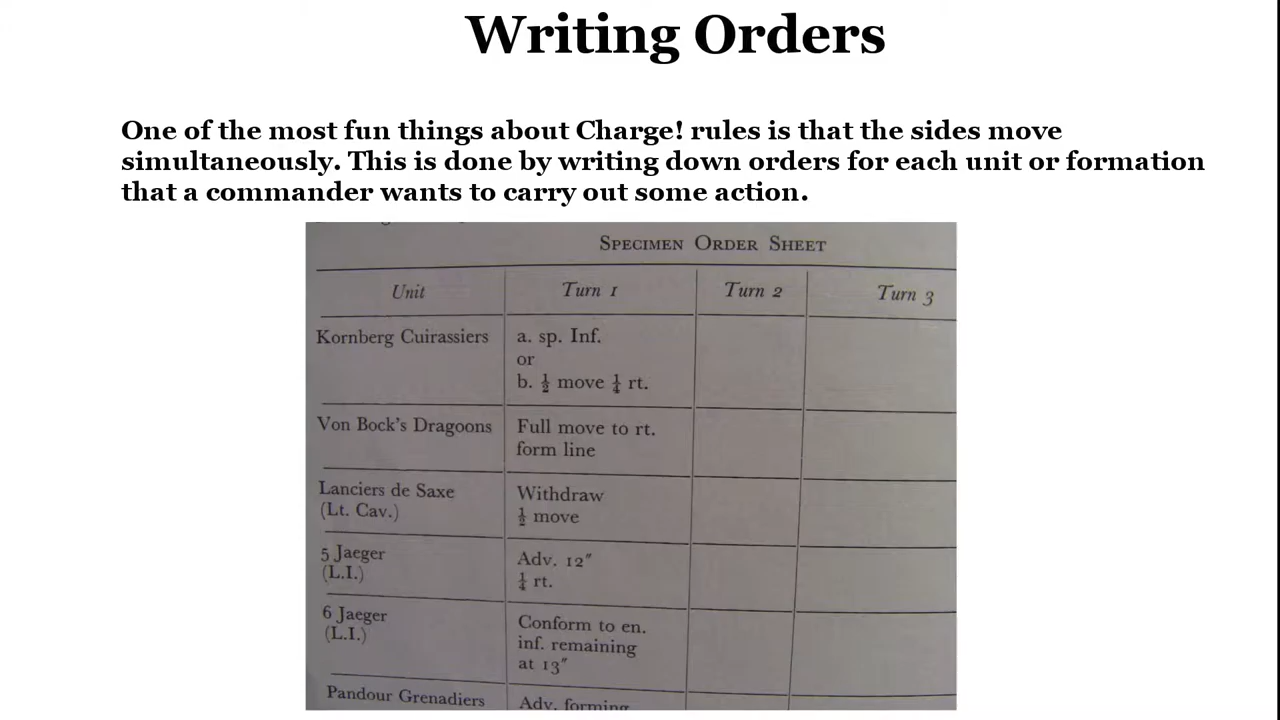 Writing Orders
One of the most fun things about Charge! rules is that the sides move
simultaneously. This is done by writing down orders for each unit or formation
that a commander wants to carry out some action.
SPECIMEN ORDER SHEET
Unit Turn 1 Turn 2 Turn 3
Kornberg Cuirassiers a. sp. Inf.
or
b. ½ move ¼ rt.
Von Bock's Dragoons Full move to rt.
form line
Lanciers de Saxe Withdraw
(Lt. Cav.) ½ move
5 Jaeger Adv. 12″
(L.I.) ¼ rt.
6 Jaeger Conform to en.
(L.I.) inf. remaining
at 13″
Pandour Grenadiers Adv. forming